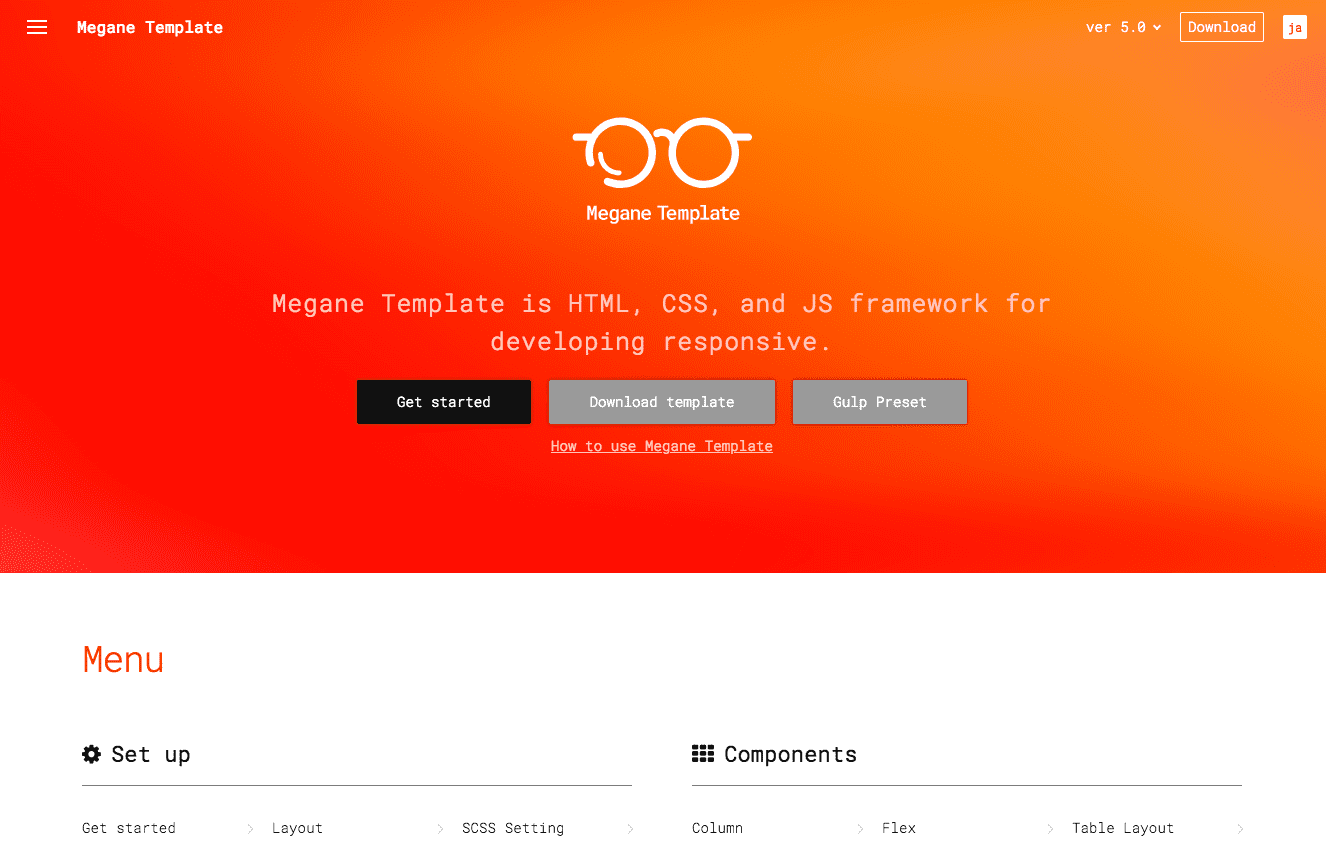 Megane Template
ver 5.0
Download
ja
Megane Template
Megane Template is HTML, CSS, and JS framework for
developing responsive.
Get started
Download template
Gulp Preset
How to use Megane Template
Menu
Set up
Components
Get started
Layout
SCSS Setting
Column
Flex
Table Layout